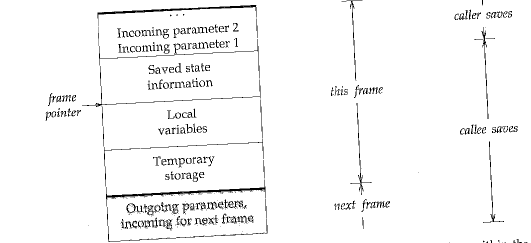 ...
Incoming parameter 2
Incoming parameter 1
Saved state
information
frame
pointer
Local
variables
Temporary
storage
Outgoing parameters,
incoming for next frame
this frame
next frame
caller saves
callee saves